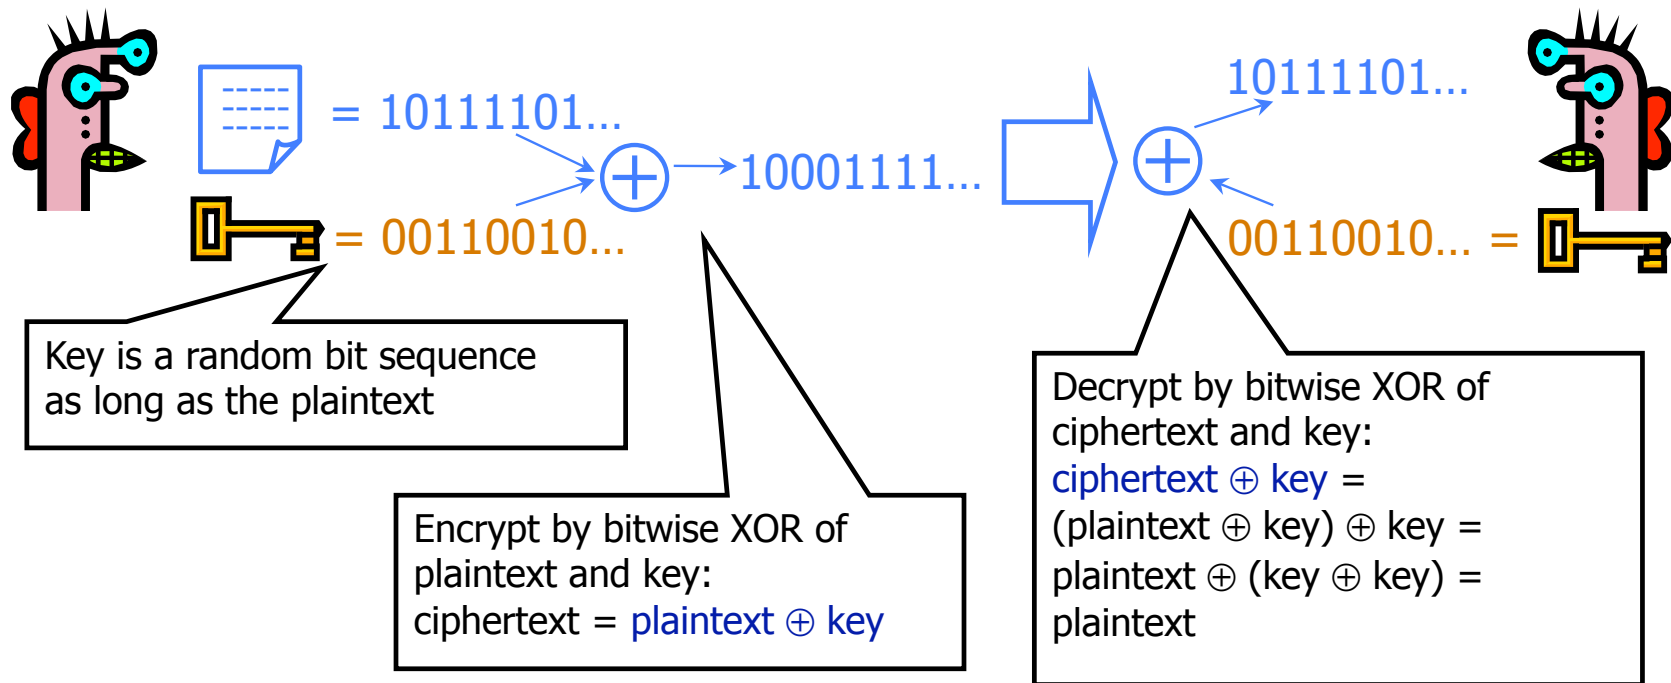 = 10111101…
10001111…
= 00110010…
10111101…
00110010… =
Key is a random bit sequence
as long as the plaintext
Encrypt by bitwise XOR of
plaintext and key:
ciphertext = plaintext ⊕ key
Decrypt by bitwise XOR of
ciphertext and key:
ciphertext ⊕ key =
(plaintext ⊕ key) ⊕ key =
plaintext ⊕ (key ⊕ key) =
plaintext